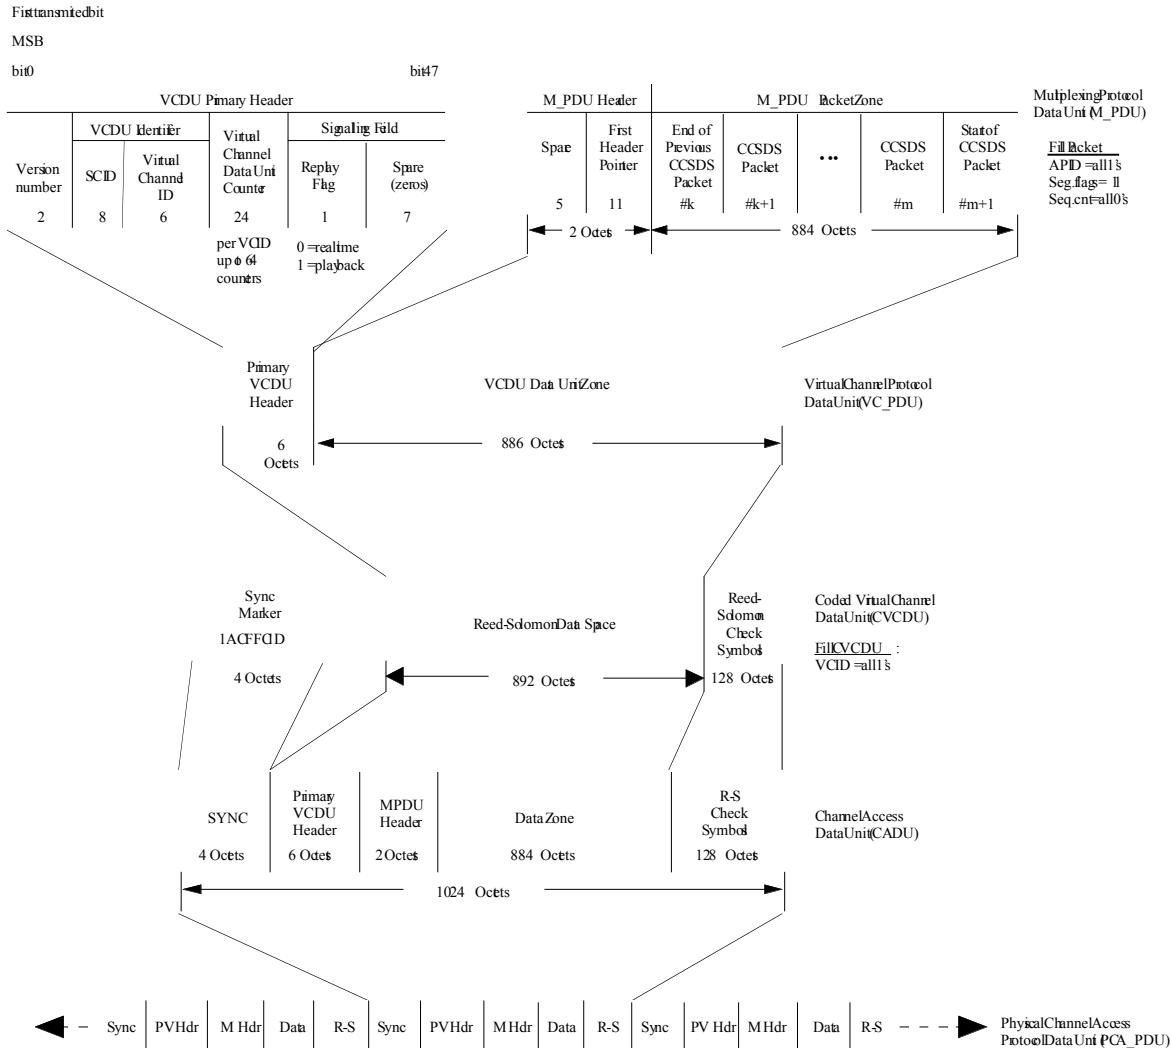 First transmitted bit
MSB
bit0 bit47
VCDU Primary Header
M_PDU Header
M_PDU Packet Zone
Multiplexing Protocol
Data Unit (M_PDU)
VCDU Identifier
Signaling Field
Version
number
2
SCID
8
Virtual
Channel
ID
6
Virtual
Channel
Data Unit
Counter
24
Replay
Flag
1
Spare
(zeros)
7
Spare
5
First
Header
Pointer
11
End of
Previous
CCSDS
Packet
#k
CCSDS
Packet
#k+1
...
CCSDS
Packet
#m
Start of
CCSDS
Packet
#m+1
Fill Packet
APID = all 1's
Seg. flags = 11
Seq. cnt = all 0's
per VCID
up to 64
counters
0 = realtime
1 = playback
2 Octets
884 Octets
Primary
VCDU
Header
6
Octets
VCDU Data Unit Zone
886 Octets
Virtual Channel Protocol
Data Unit (VC_PDU)
Sync
Marker
1ACFFC1D
4 Octets
Reed-Solomon Data Space
892 Octets
Reed-
Solomon
Check
Symbols
128 Octets
Coded Virtual Channel
Data Unit (CVCDU)
Fill CVCDU :
VCID = all 1's
SYNC
4 Octets
Primary
VCDU
Header
6 Octets
MPDU
Header
2 Octets
Data Zone
884 Octets
R-S
Check
Symbols
128 Octets
Channel Access
Data Unit (CADU)
1024 Octets
Sync PV Hdr M Hdr Data R-S Sync PV Hdr M Hdr Data R-S Sync PV Hdr M Hdr Data R-S
Physical Channel Access
Protocol Data Unit (PCA_PDU)